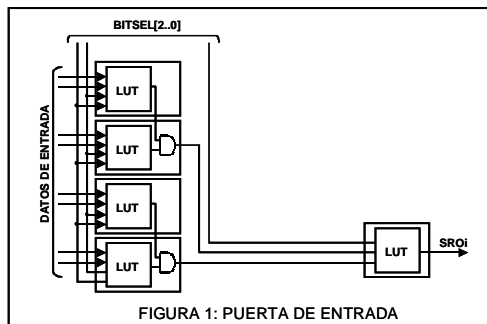 BITSEL[2..0]
DATOS DE ENTRADA
LUT
LUT
LUT
LUT
LUT
SROi
FIGURA 1: PUERTA DE ENTRADA